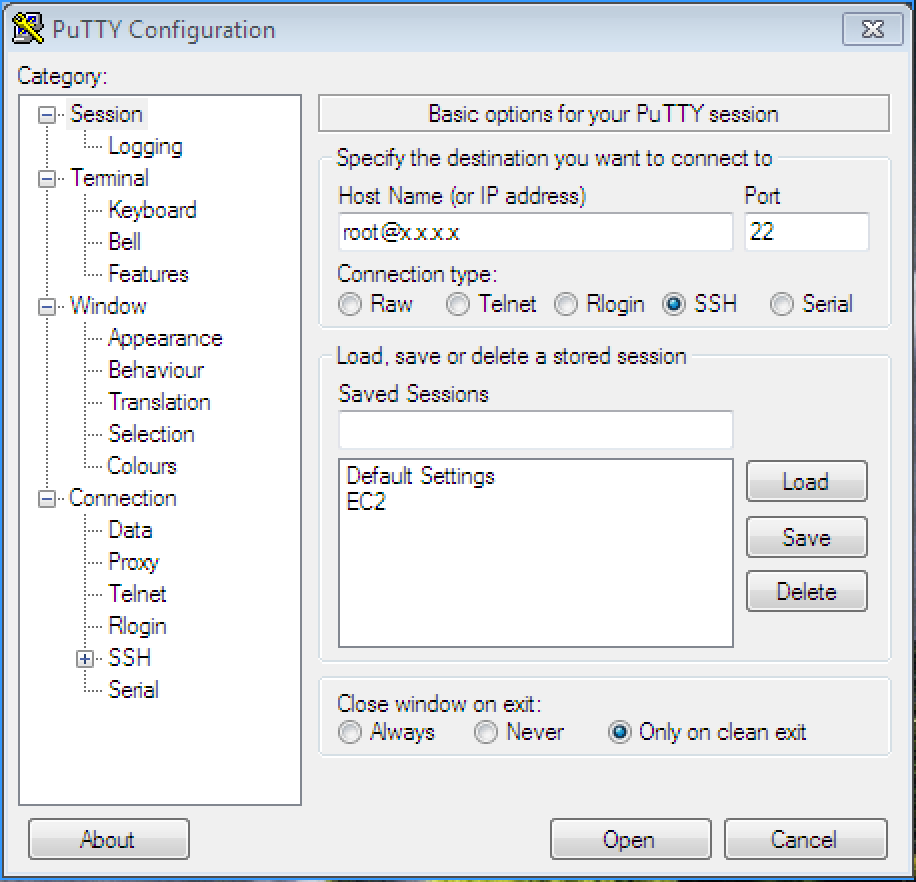 PuTTY Configuration
Category:
Session
Logging
Terminal
Keyboard
Bell
Features
Window
Appearance
Behaviour
Translation
Selection
Colours
Connection
Data
Proxy
Telnet
Rlogin
SSH
Serial
Basic options for your PuTTY session
Specify the destination you want to connect to
Host Name (or IP address) Port
root@x.x.x.x 22
Connection type:
Raw Telnet Rlogin SSH Serial
Load, save or delete a stored session
Saved Sessions
Default Settings
EC2
Load
Save
Delete
Close window on exit:
Always Never Only on clean exit
About Open Cancel